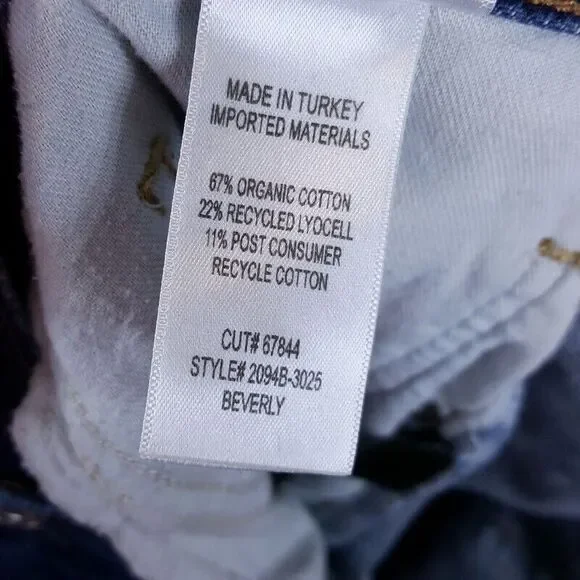 MADE IN TURKEY
IMPORTED MATERIALS
67% ORGANIC COTTON
22% RECYCLED LYOCELL
11% POST CONSUMER
RECYCLE COTTON
CUT# 67844
STYLE# 2094B-3025
BEVERLY